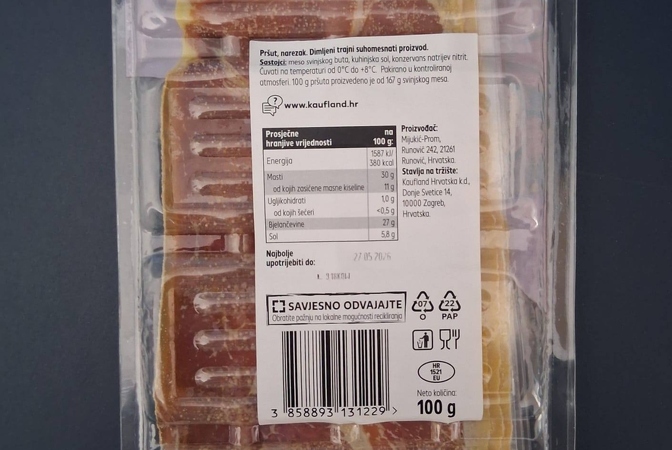 Pršut, narezak. Dimljeni trajni suhomesnati proizvod.
Sastojci: meso svinjskog buta, kuhinjska sol, konzervans natrijev nitrit.
Čuvati na temperaturi od 0°C do +8°C. Pakirano u kontroliranoj
atmosferi. 100 g pršuta proizvedeno je od 167 g svinjskog mesa.
www.kaufland.hr
Prosječne hranjive vrijednosti na 100 g:
Energija 1587 kJ/
380 kcal
Masti 30 g
od kojih zasićene masne kiseline 11 g
Ugljikohidrati 1,0 g
od kojih šećeri <0,5 g
Bjelančevine 27 g
Sol 5,8 g
Proizvođač:
Mijukić-Prom,
Runović 242, 21261
Runović, Hrvatska.
Stavlja na tržište:
Kaufland Hrvatska k.d.,
Donje Svetice 14,
10000 Zagreb,
Hrvatska.
Najbolje
upotrijebiti do: 27 05 2026
SAVJESNO ODVAJAJTE
Obratite pažnju na lokalne mogućnosti recikliranja
07
O
22
PAP
HR
1521
EU
Neto količina:
100 g
3 858893 131229 >